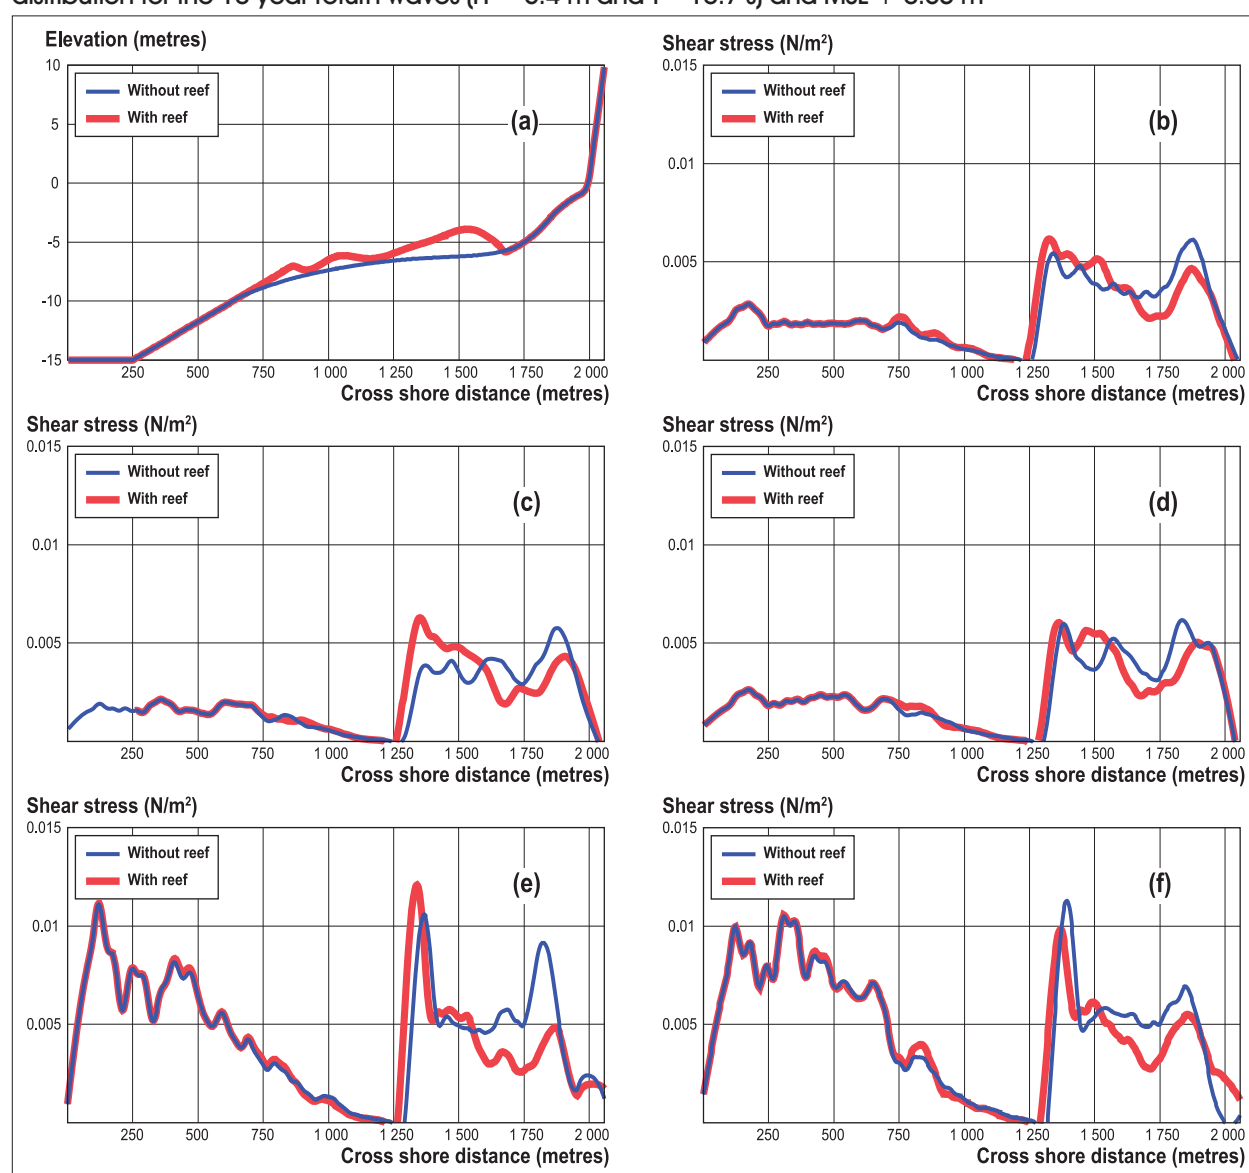 Elevation (metres)
10
5
0
-5
-10
-15
Without reef
With reef
(a)
250 500 750 1 000 1 250 1 500 1 750 2 000
Cross shore distance (metres)
Shear stress (N/m²)
0.015
0.01
0.005
Without reef
With reef
(b)
250 500 750 1 000 1 250 1 500 1 750 2 000
Cross shore distance (metres)
Shear stress (N/m²)
0.015
0.01
0.005
Without reef
With reef
(c)
250 500 750 1 000 1 250 1 500 1 750 2 000
Cross shore distance (metres)
Shear stress (N/m²)
0.015
0.01
0.005
Without reef
With reef
(d)
250 500 750 1 000 1 250 1 500 1 750 2 000
Cross shore distance (metres)
Shear stress (N/m²)
0.015
0.01
0.005
Without reef
With reef
(e)
250 500 750 1 000 1 250 1 500 1 750 2 000
Cross shore distance (metres)
Shear stress (N/m²)
0.015
0.01
0.005
Without reef
With reef
(f)
250 500 750 1 000 1 250 1 500 1 750 2 000
Cross shore distance (metres)